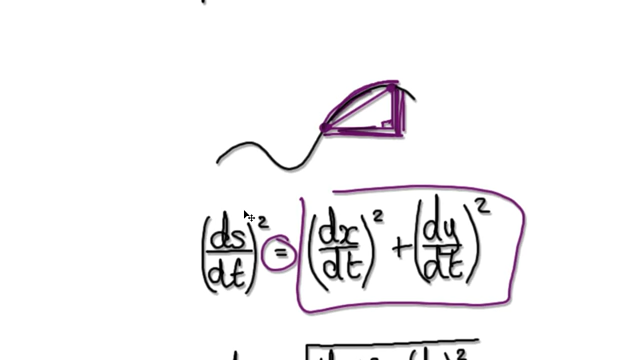 (ds/dt)² = (dx/dt)² + (dy/dt)²